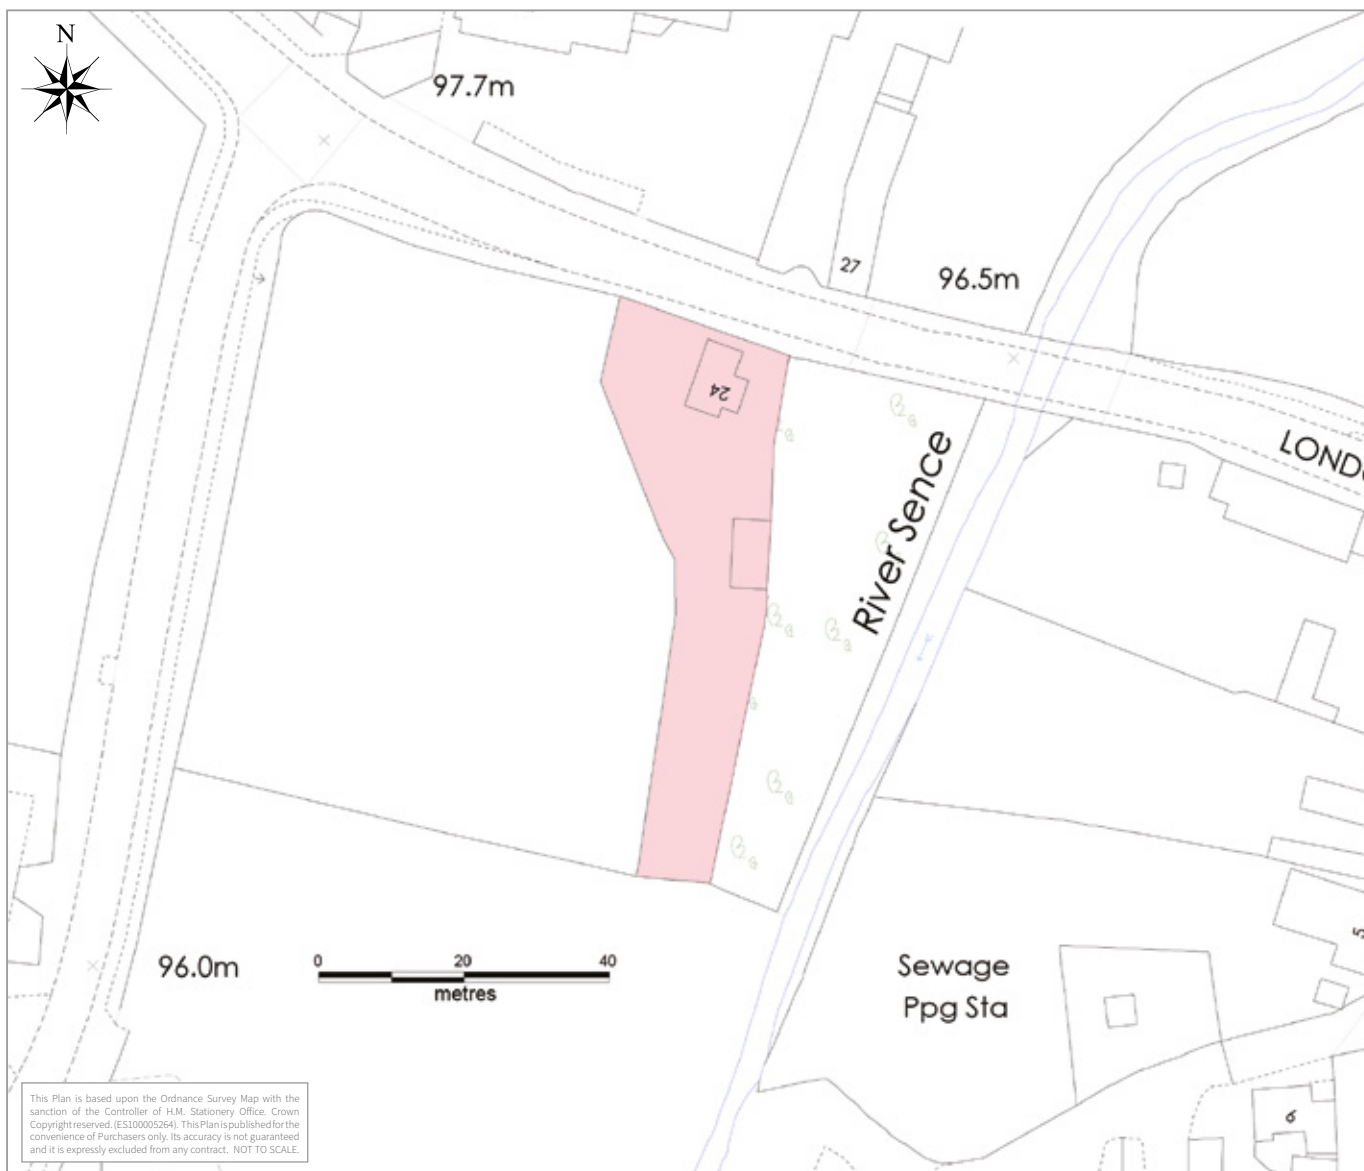 N
97.7m
27
96.5m
24
LOND
River Sence
96.0m
0 20 40
metres
Sewage
Ppg Sta
5
6
This Plan is based upon the Ordnance Survey Map with the
sanction of the Controller of H.M. Stationery Office. Crown
Copyright reserved. (ES100005264). This Plan is published for the
convenience of Purchasers only. Its accuracy is not guaranteed
and it is expressly excluded from any contract. NOT TO SCALE.